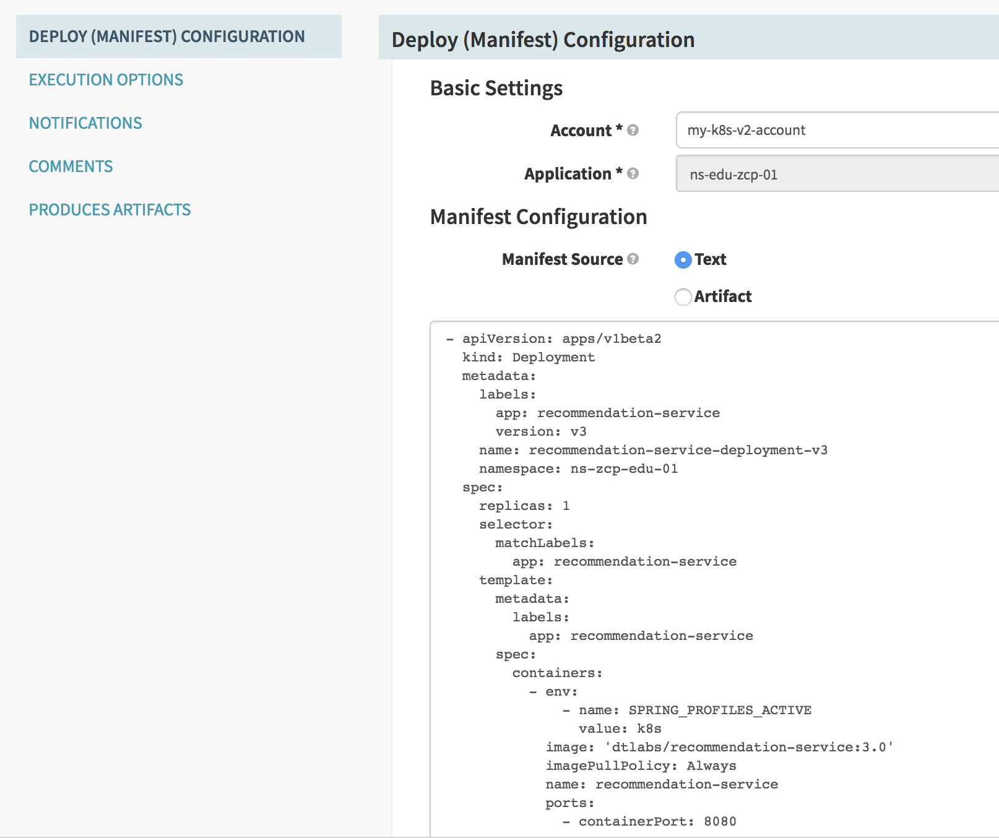 DEPLOY (MANIFEST) CONFIGURATION
EXECUTION OPTIONS
NOTIFICATIONS
COMMENTS
PRODUCES ARTIFACTS
Deploy (Manifest) Configuration
Basic Settings
Account * ?
my-k8s-v2-account
Application * ?
ns-edu-zcp-01
Manifest Configuration
Manifest Source ?
Text
Artifact
- apiVersion: apps/v1beta2
  kind: Deployment
  metadata:
    labels:
      app: recommendation-service
      version: v3
    name: recommendation-service-deployment-v3
    namespace: ns-zcp-edu-01
  spec:
    replicas: 1
    selector:
      matchLabels:
        app: recommendation-service
    template:
      metadata:
        labels:
          app: recommendation-service
      spec:
        containers:
          - env:
              - name: SPRING_PROFILES_ACTIVE
                value: k8s
            image: 'dtlabs/recommendation-service:3.0'
            imagePullPolicy: Always
            name: recommendation-service
            ports:
              - containerPort: 8080